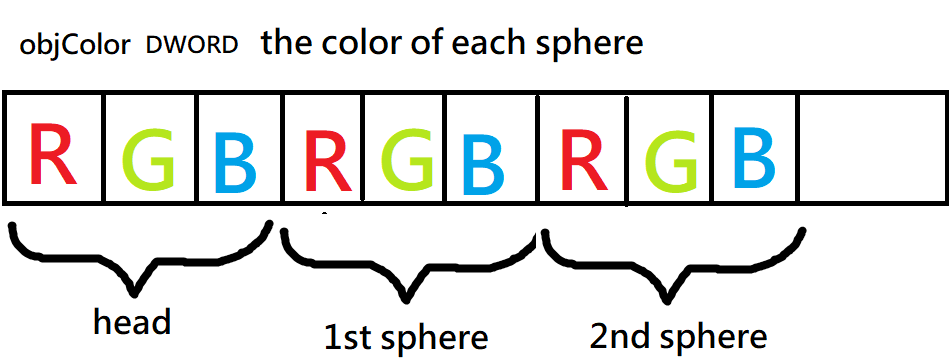 objColor DWORD the color of each sphere
R G B R G B R G B
head 1st sphere 2nd sphere